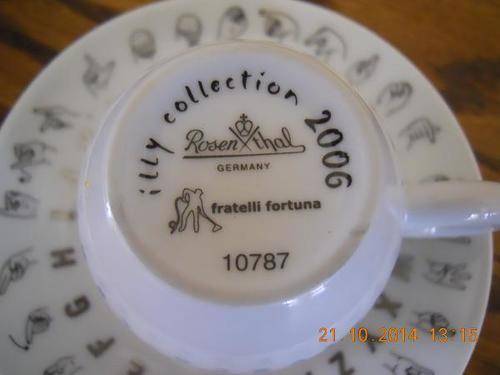 illy collection 2006
Rosenthal
GERMANY
fratelli fortuna
10787
H
G
F
X
Z
21.10.2014 13:15